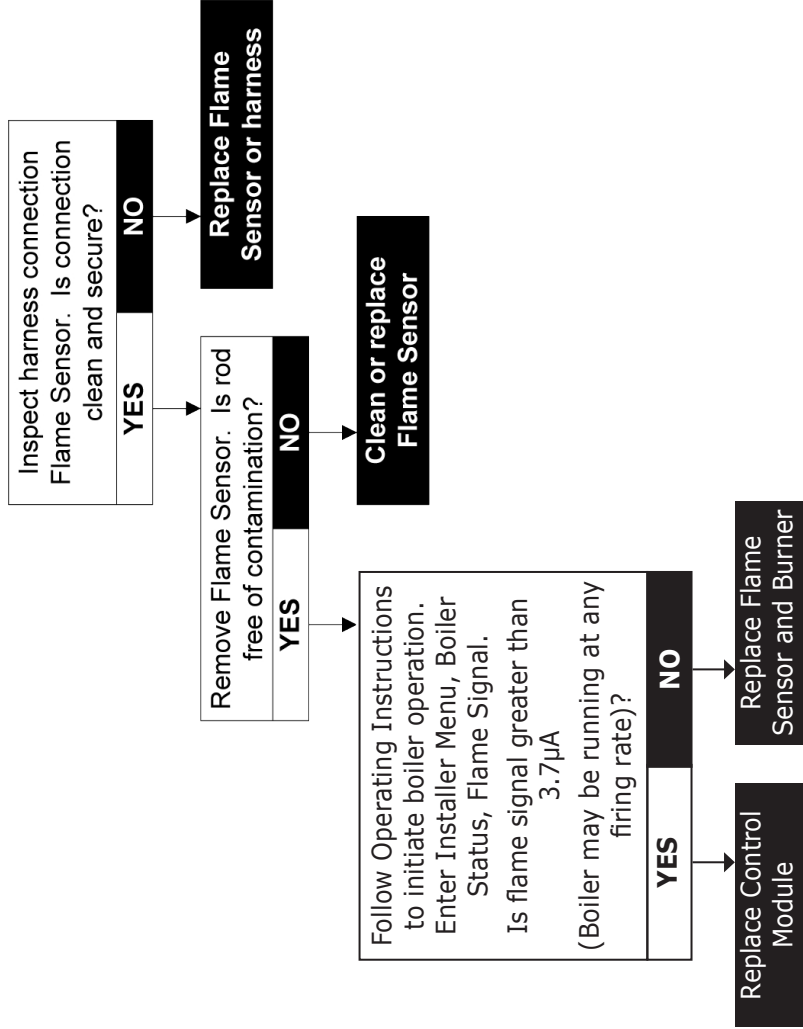 Inspect harness connection
Flame Sensor.  Is connection
clean and secure?
YES
NO
Replace Flame
Sensor or harness
Remove Flame Sensor.  Is rod
free of contamination?
YES
NO
Clean or replace
Flame Sensor
Follow Operating Instructions
to initiate boiler operation.
Enter Installer Menu, Boiler
Status, Flame Signal.
Is flame signal greater than
3.7µA
(Boiler may be running at any
firing rate)?
YES
NO
Replace Control
Module
Replace Flame
Sensor and Burner